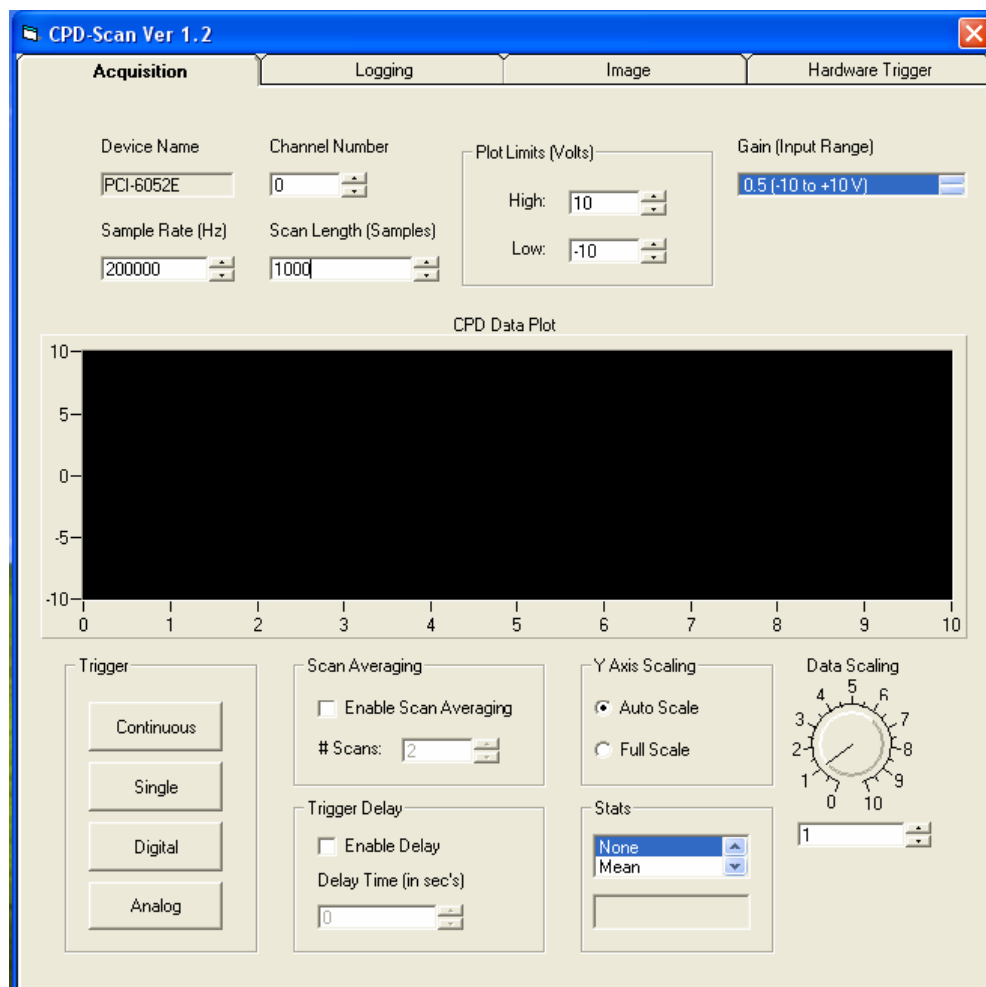 CPD-Scan Ver 1.2
Acquisition
Logging
Image
Hardware Trigger
Device Name
PCI-6052E
Channel Number
0
Plot Limits (Volts)
High: 10
Low: -10
Gain (Input Range)
0.5 (-10 to +10 V)
Sample Rate (Hz)
200000
Scan Length (Samples)
1000
CPD Data Plot
10
5
0
-5
-10
0 1 2 3 4 5 6 7 8 9 10
Trigger
Continuous
Single
Digital
Analog
Scan Averaging
Enable Scan Averaging
# Scans: 2
Trigger Delay
Enable Delay
Delay Time (in sec's)
0
Y Axis Scaling
Auto Scale
Full Scale
Stats
None
Mean
Data Scaling
0 1 2 3 4 5 6 7 8 9 10
1